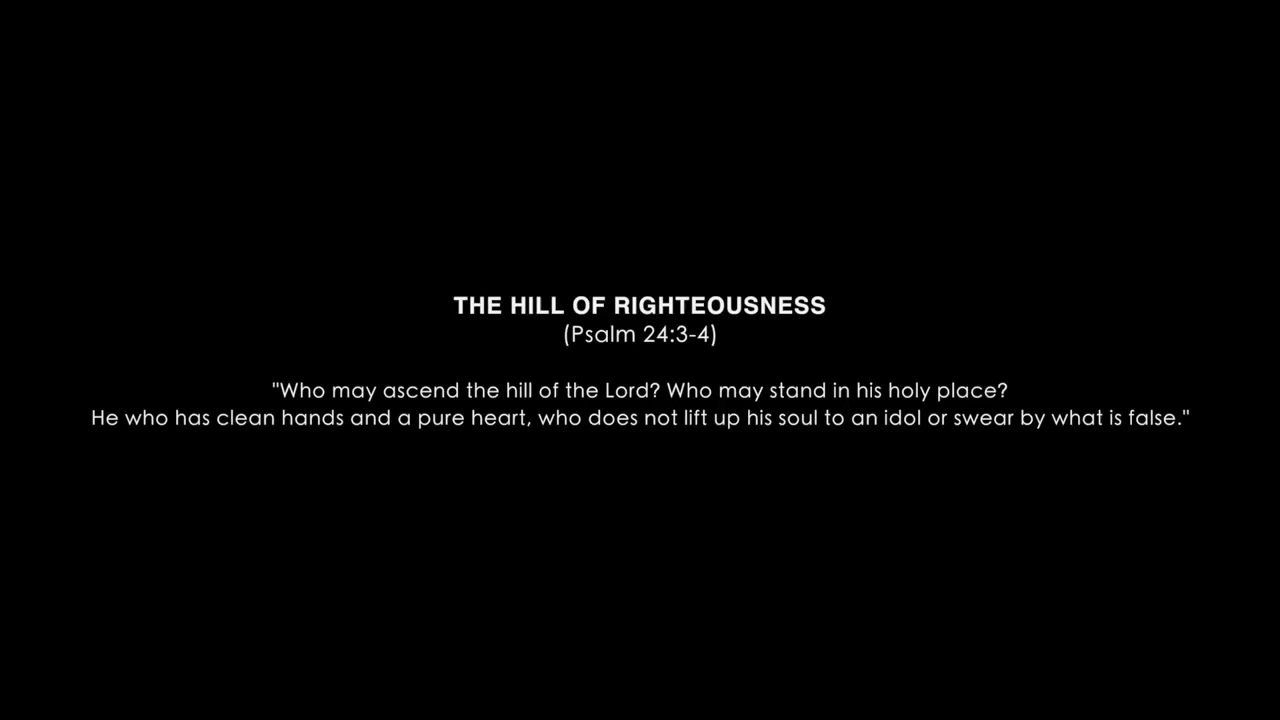 THE HILL OF RIGHTEOUSNESS
(Psalm 24:3-4)
"Who may ascend the hill of the Lord? Who may stand in his holy place?
He who has clean hands and a pure heart, who does not lift up his soul to an idol or swear by what is false."